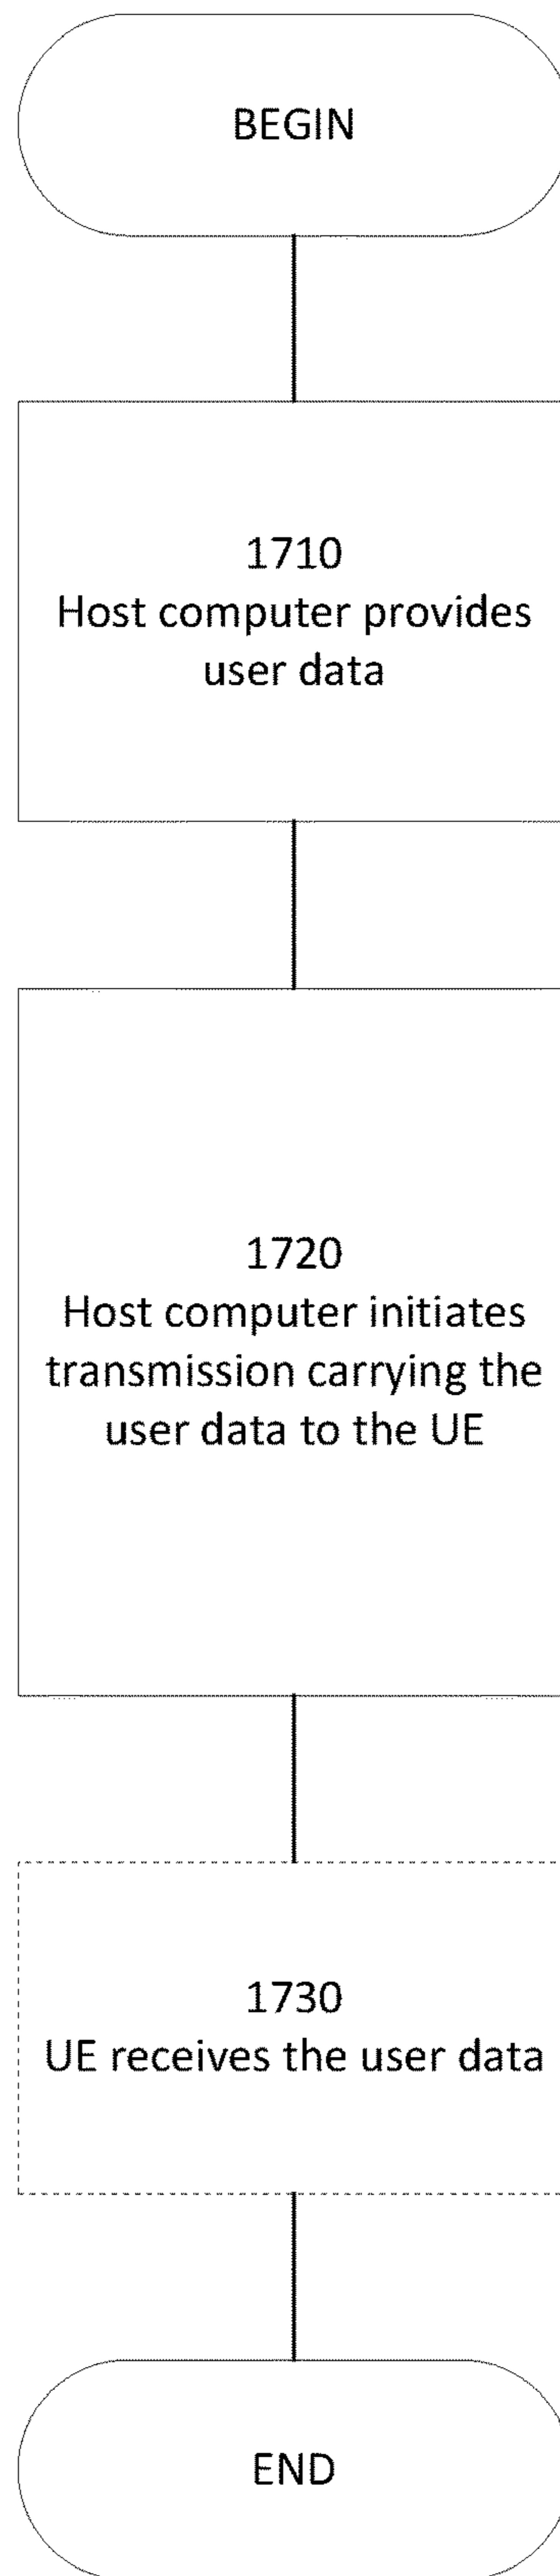 BEGIN
1710
Host computer provides
user data
1720
Host computer initiates
transmission carrying the
user data to the UE
1730
UE receives the user data
END